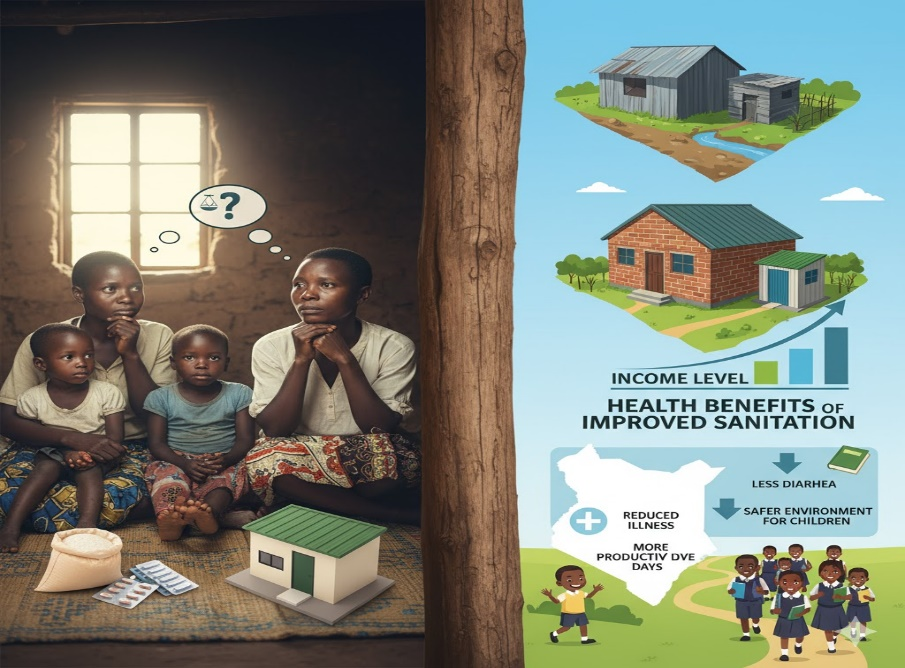 ?
INCOME LEVEL
HEALTH BENEFITS OF
IMPROVED SANITATION
LESS DIARHEA
SAFER ENVIRONMENT
FOR CHILDREN
REDUCED
ILLNESS
MORE
PRODUCTIV DVE
DAYS